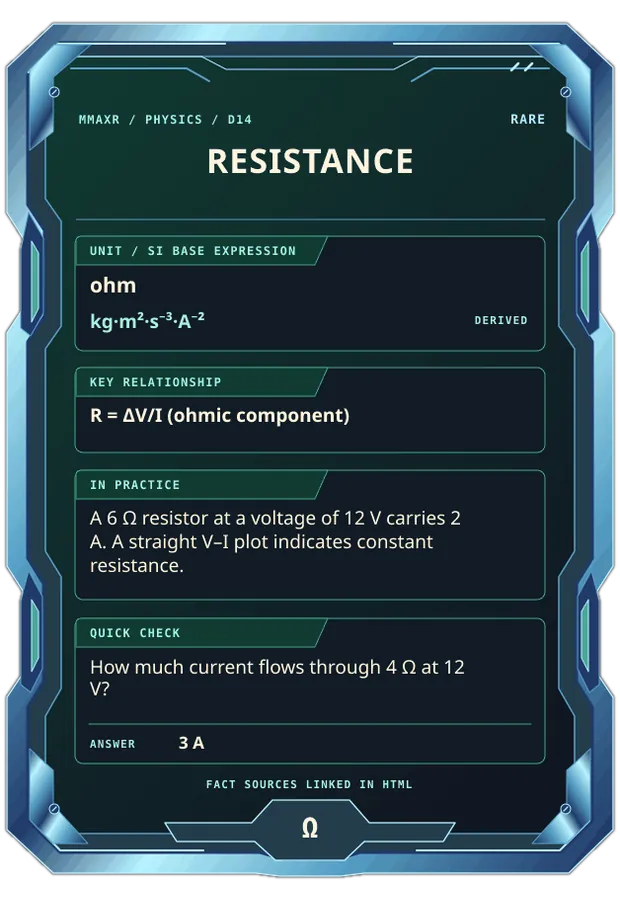 MMAXR / PHYSICS / D14
RARE
RESISTANCE
UNIT / SI BASE EXPRESSION
ohm
kg·m²·s⁻³·A⁻²
DERIVED
KEY RELATIONSHIP
R = ΔV/I (ohmic component)
IN PRACTICE
A 6 Ω resistor at a voltage of 12 V carries 2
A. A straight V–I plot indicates constant
resistance.
QUICK CHECK
How much current flows through 4 Ω at 12
V?
ANSWER 3 A
FACT SOURCES LINKED IN HTML
Ω